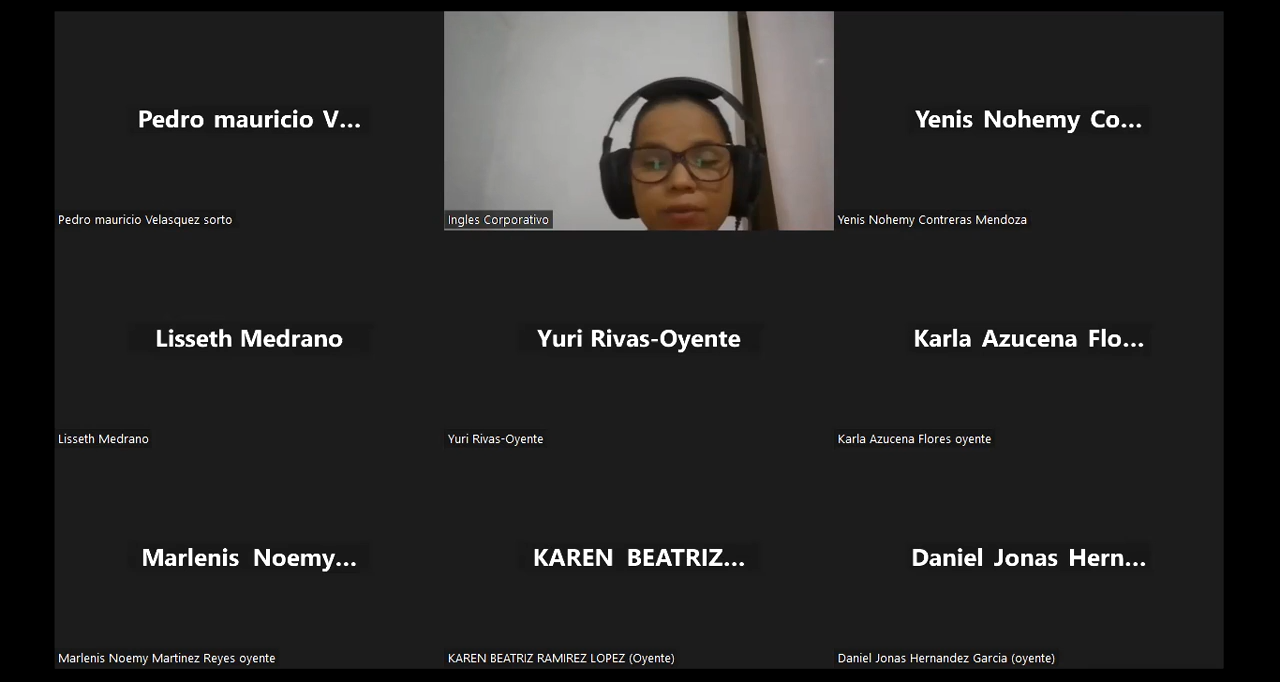 Pedro mauricio V...
Pedro mauricio Velasquez sorto
Ingles Corporativo
Yenis Nohemy Co...
Yenis Nohemy Contreras Mendoza
Lisseth Medrano
Lisseth Medrano
Yuri Rivas-Oyente
Yuri Rivas-Oyente
Karla Azucena Flo...
Karla Azucena Flores oyente
Marlenis Noemy...
Marlenis Noemy Martinez Reyes oyente
KAREN BEATRIZ...
KAREN BEATRIZ RAMIREZ LOPEZ (Oyente)
Daniel Jonas Hern...
Daniel Jonas Hernandez Garcia (oyente)